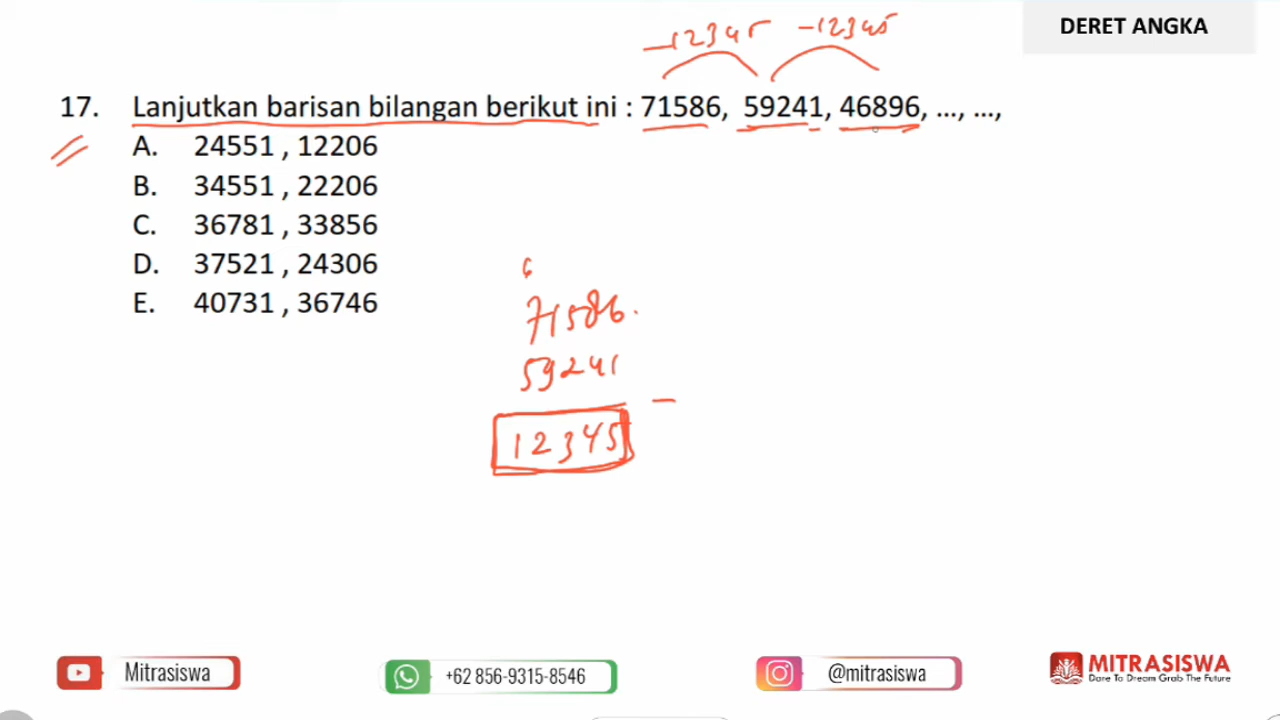 DERET ANGKA
-12345 -12345
17. Lanjutkan barisan bilangan berikut ini : 71586, 59241, 46896, ..., ...,
A. 24551 , 12206
B. 34551 , 22206
C. 36781 , 33856
D. 37521 , 24306
E. 40731 , 36746
6
71586.
59241
—
12345
Mitrasiswa
+62 856-9315-8546
@mitrasiswa
MITRASISWA
Dare To Dream Grab The Future